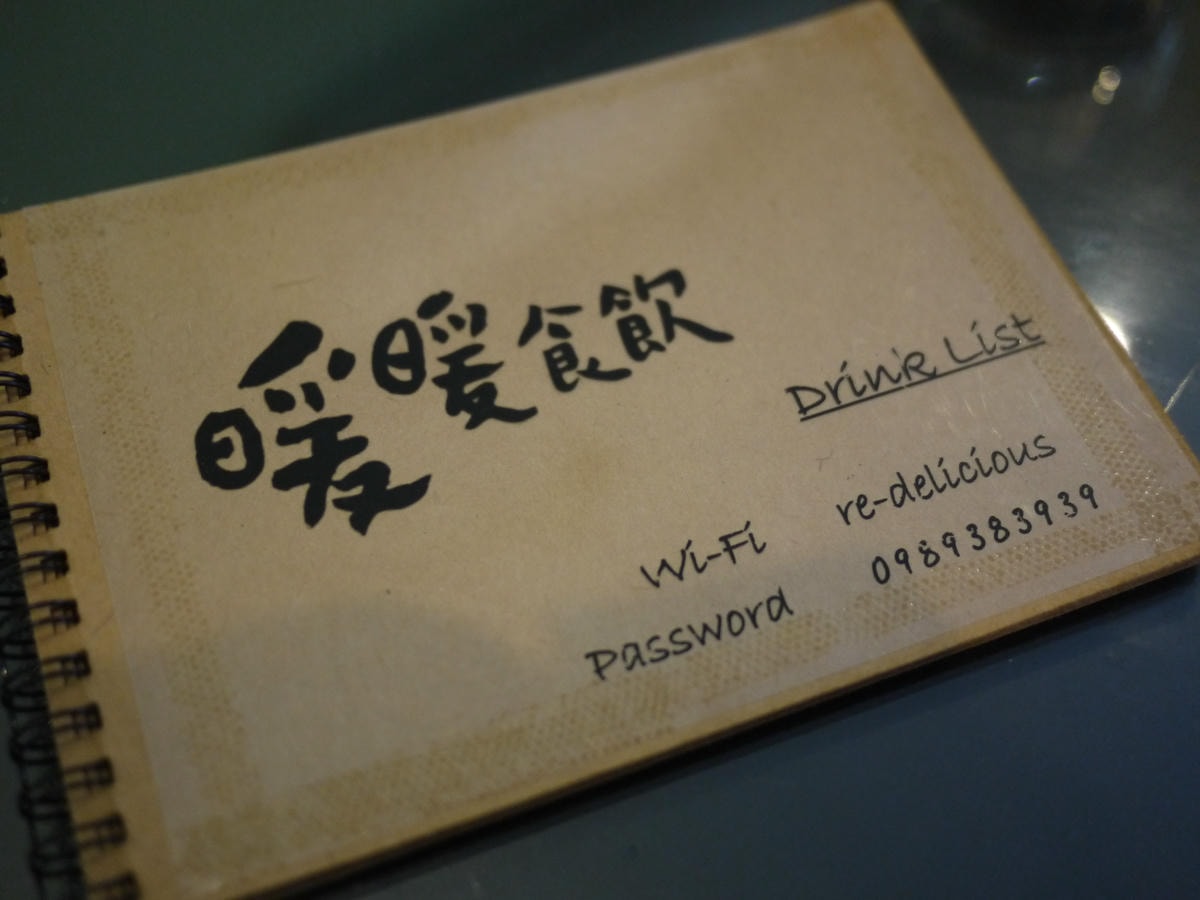 暖暖食飲
Drink List
Wi-Fi re-delicious
password 0989383939